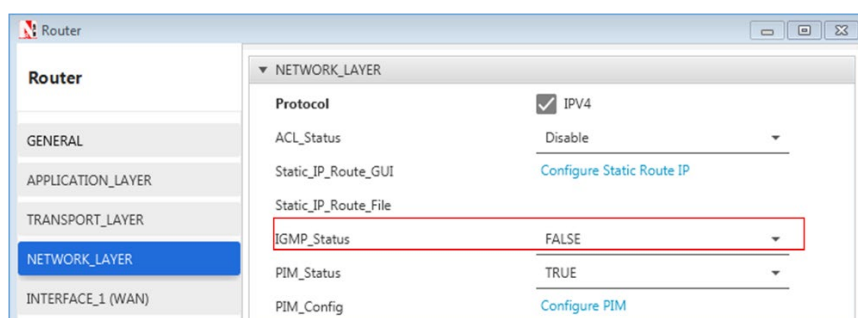 Router
Router
NETWORK_LAYER
Protocol IPV4
GENERAL
ACL_Status Disable
APPLICATION_LAYER
Static_IP_Route_GUI Configure Static Route IP
Static_IP_Route_File
TRANSPORT_LAYER
IGMP_Status FALSE
NETWORK_LAYER
PIM_Status TRUE
INTERFACE_1 (WAN)
PIM_Config Configure PIM